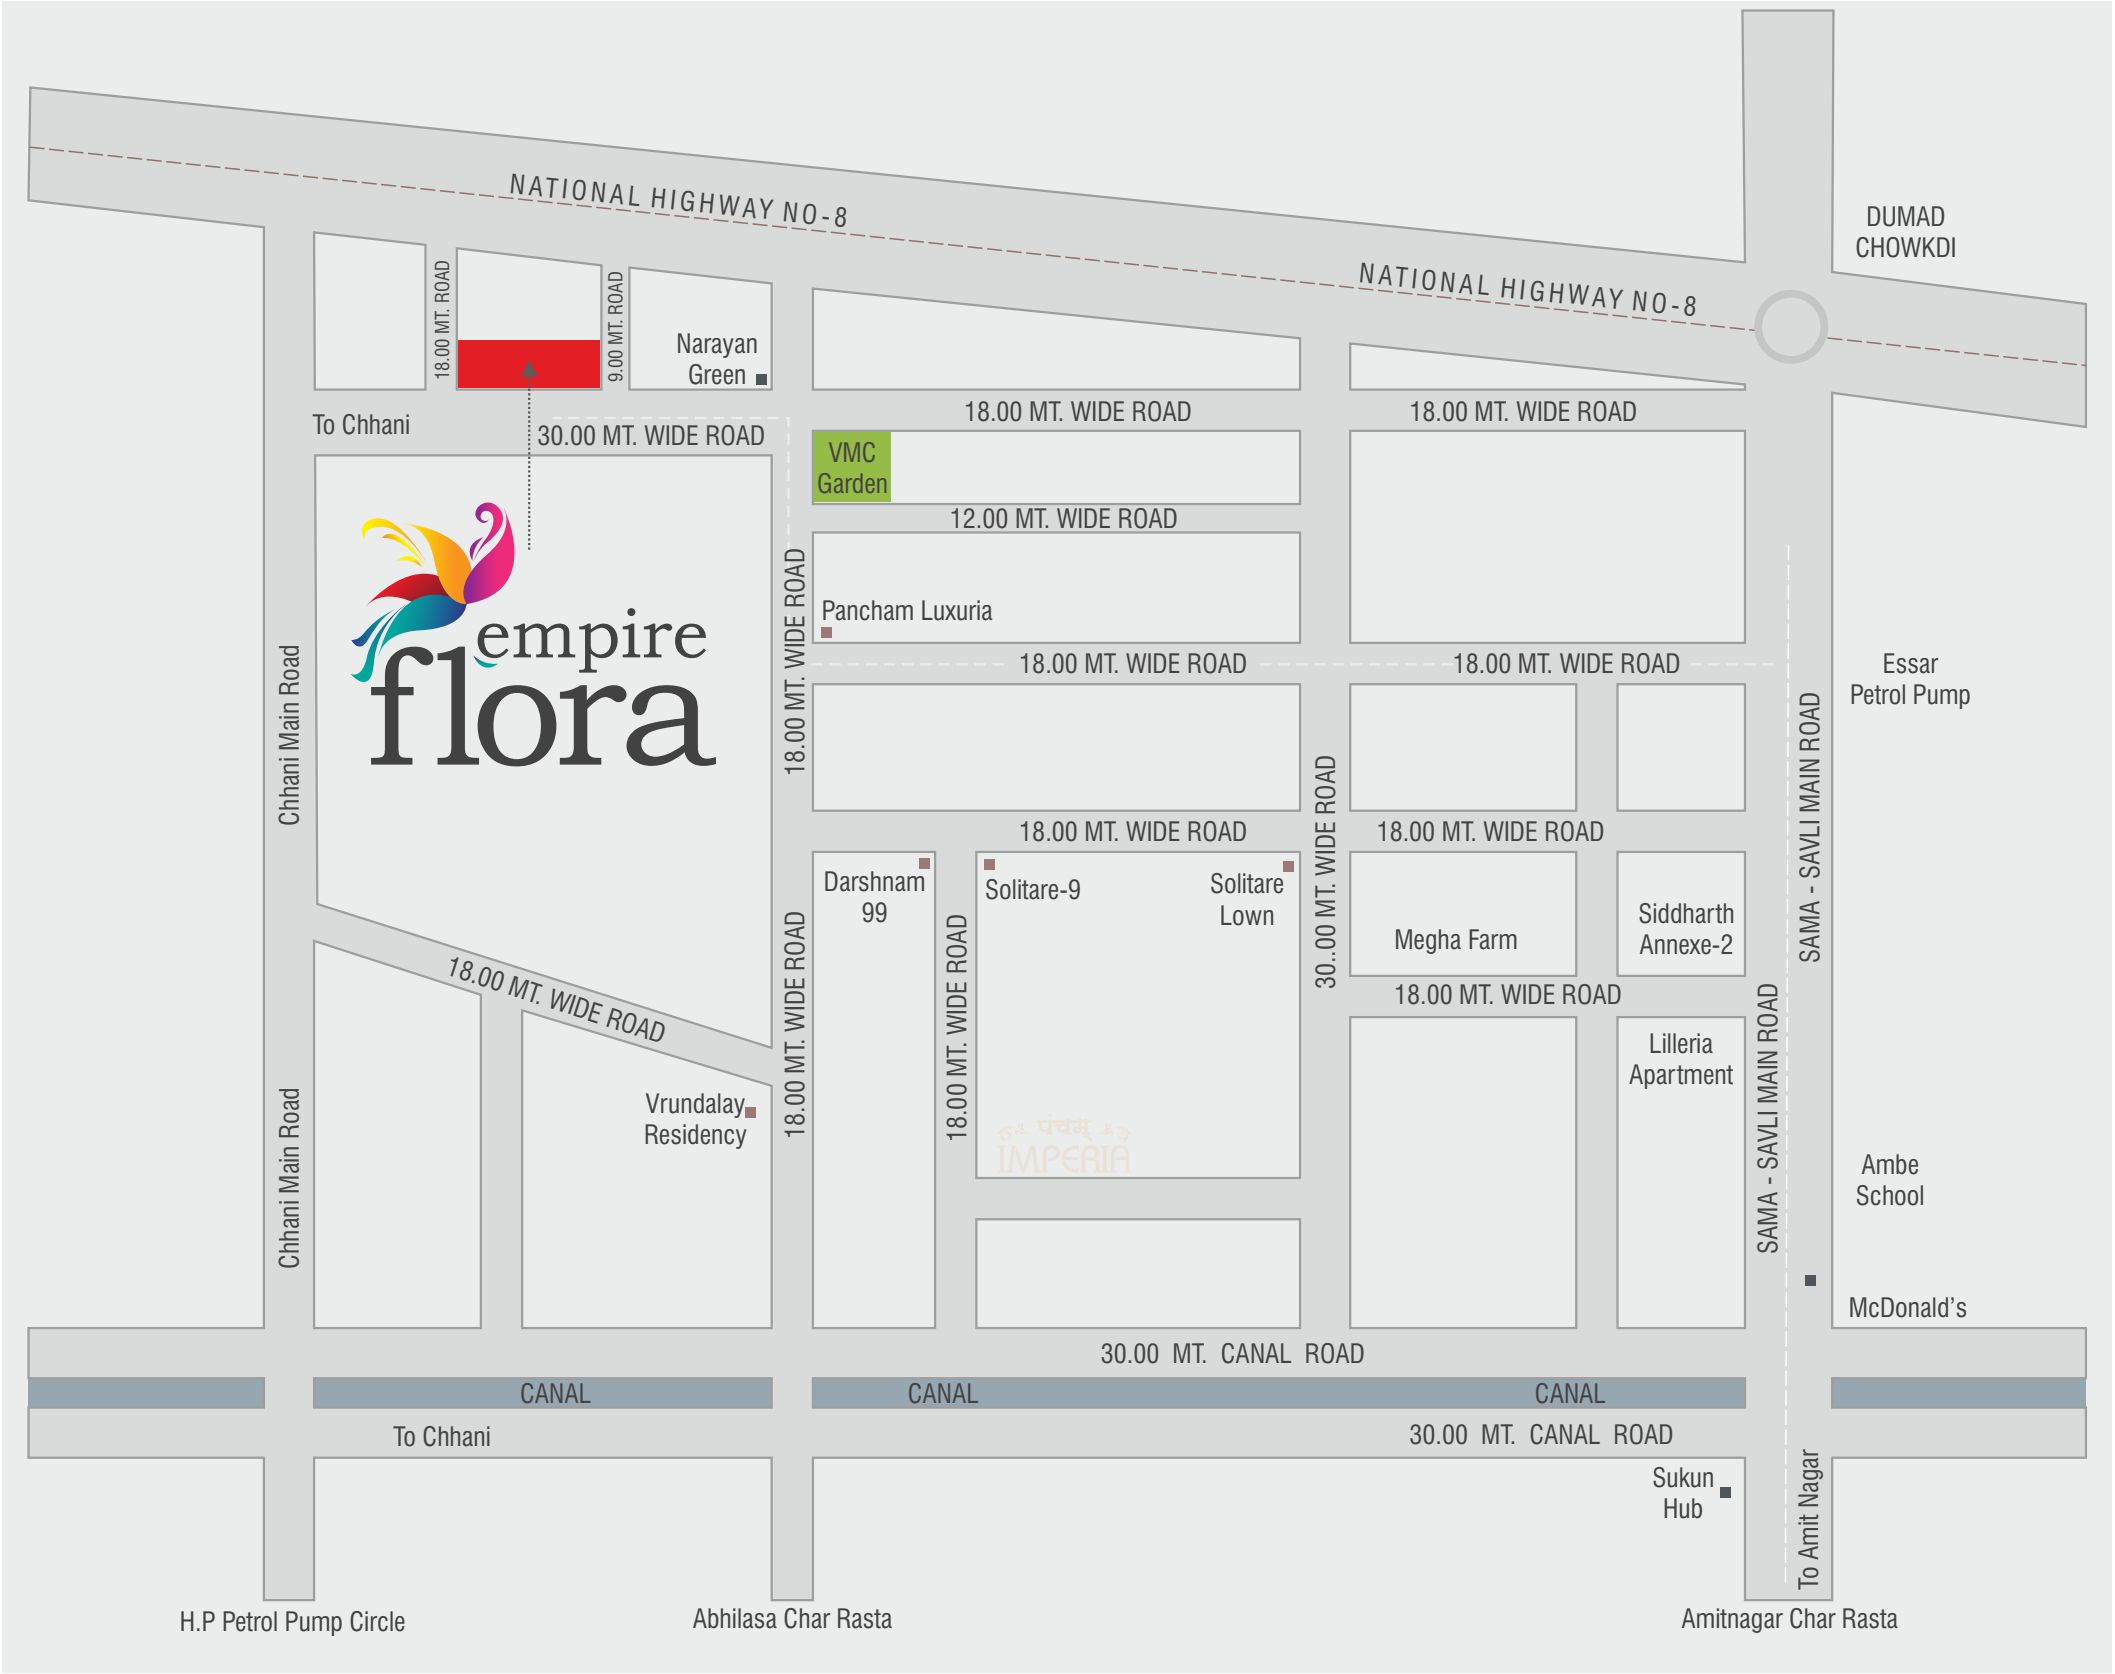 NATIONAL HIGHWAY NO-8
NATIONAL HIGHWAY NO-8
DUMAD
CHOWKDI
18.00 MT. ROAD
9.00 MT. ROAD
Narayan
Green
To Chhani
30.00 MT. WIDE ROAD
18.00 MT. WIDE ROAD
18.00 MT. WIDE ROAD
VMC
Garden
12.00 MT. WIDE ROAD
empire
flora
18.00 MT. WIDE ROAD
Pancham Luxuria
18.00 MT. WIDE ROAD
18.00 MT. WIDE ROAD
Essar
Petrol Pump
Chhani Main Road
SAMA - SAVLI MAIN ROAD
30..00 MT. WIDE ROAD
18.00 MT. WIDE ROAD
18.00 MT. WIDE ROAD
Darshnam
99
Solitare-9
Solitare
Lown
Megha Farm
Siddharth
Annexe-2
18.00 MT. WIDE ROAD
18.00 MT. WIDE ROAD
18.00 MT. WIDE ROAD
18.00 MT. WIDE ROAD
SAMA - SAVLI MAIN ROAD
Lilleria
Apartment
Vrundalay
Residency
Chhani Main Road
पंचम्
IMPERIA
Ambe
School
McDonald's
30.00 MT. CANAL ROAD
CANAL
CANAL
CANAL
To Chhani
30.00 MT. CANAL ROAD
Sukun
Hub
To Amit Nagar
H.P Petrol Pump Circle
Abhilasa Char Rasta
Amitnagar Char Rasta